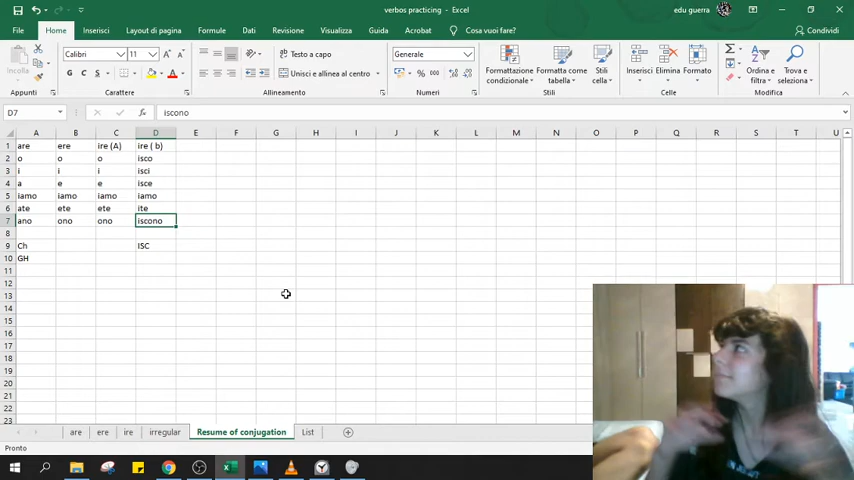 verbos practicing - Excel
edu guerra
File Home Inserisci Layout di pagina Formule Dati Revisione Visualizza Guida Acrobat Cosa vuoi fare? Condividi
Incolla
Calibri 11
G C S
Testo a capo
Unisci e allinea al centro
Generale
% 000
Formattazione condizionale
Formatta come tabella
Stili cella
Inserisci Elimina Formato
Ordina e filtra
Trova e seleziona
Appunti Carattere Allineamento Numeri Stili Celle Modifica
D7 fx iscono
A B C D E F G H I J K L M N O P Q R S T U
1 are ere ire (A) ire ( b)
2 o o o isco
3 i i i isci
4 a e e isce
5 iamo iamo iamo iamo
6 ate ete ete ite
7 ano ono ono iscono
8
9 Ch ISC
10 GH
11
12
13
14
15
16
17
18
19
20
21
22
23
are ere ire irregular Resume of conjugation List
Pronto